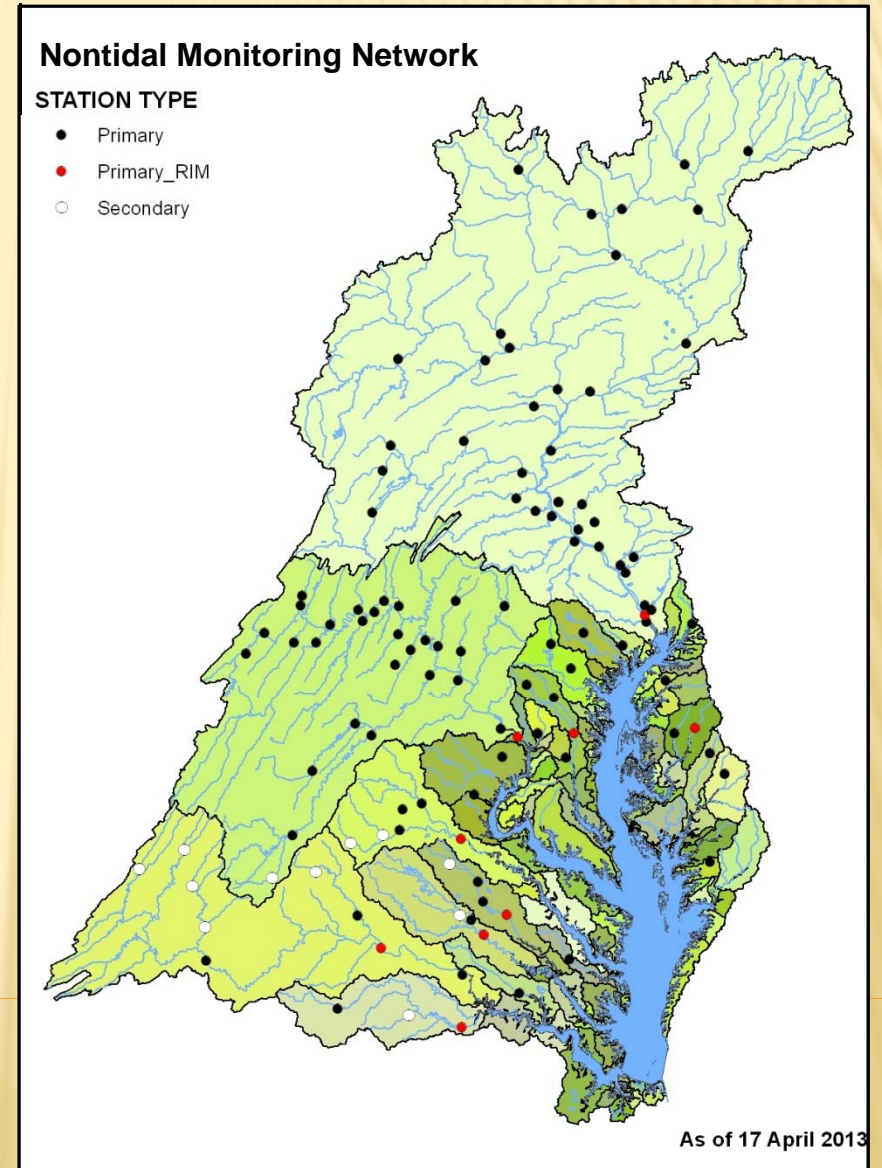 Nontidal Monitoring Network
STATION TYPE
Primary
Primary_RIM
Secondary
As of 17 April 2013